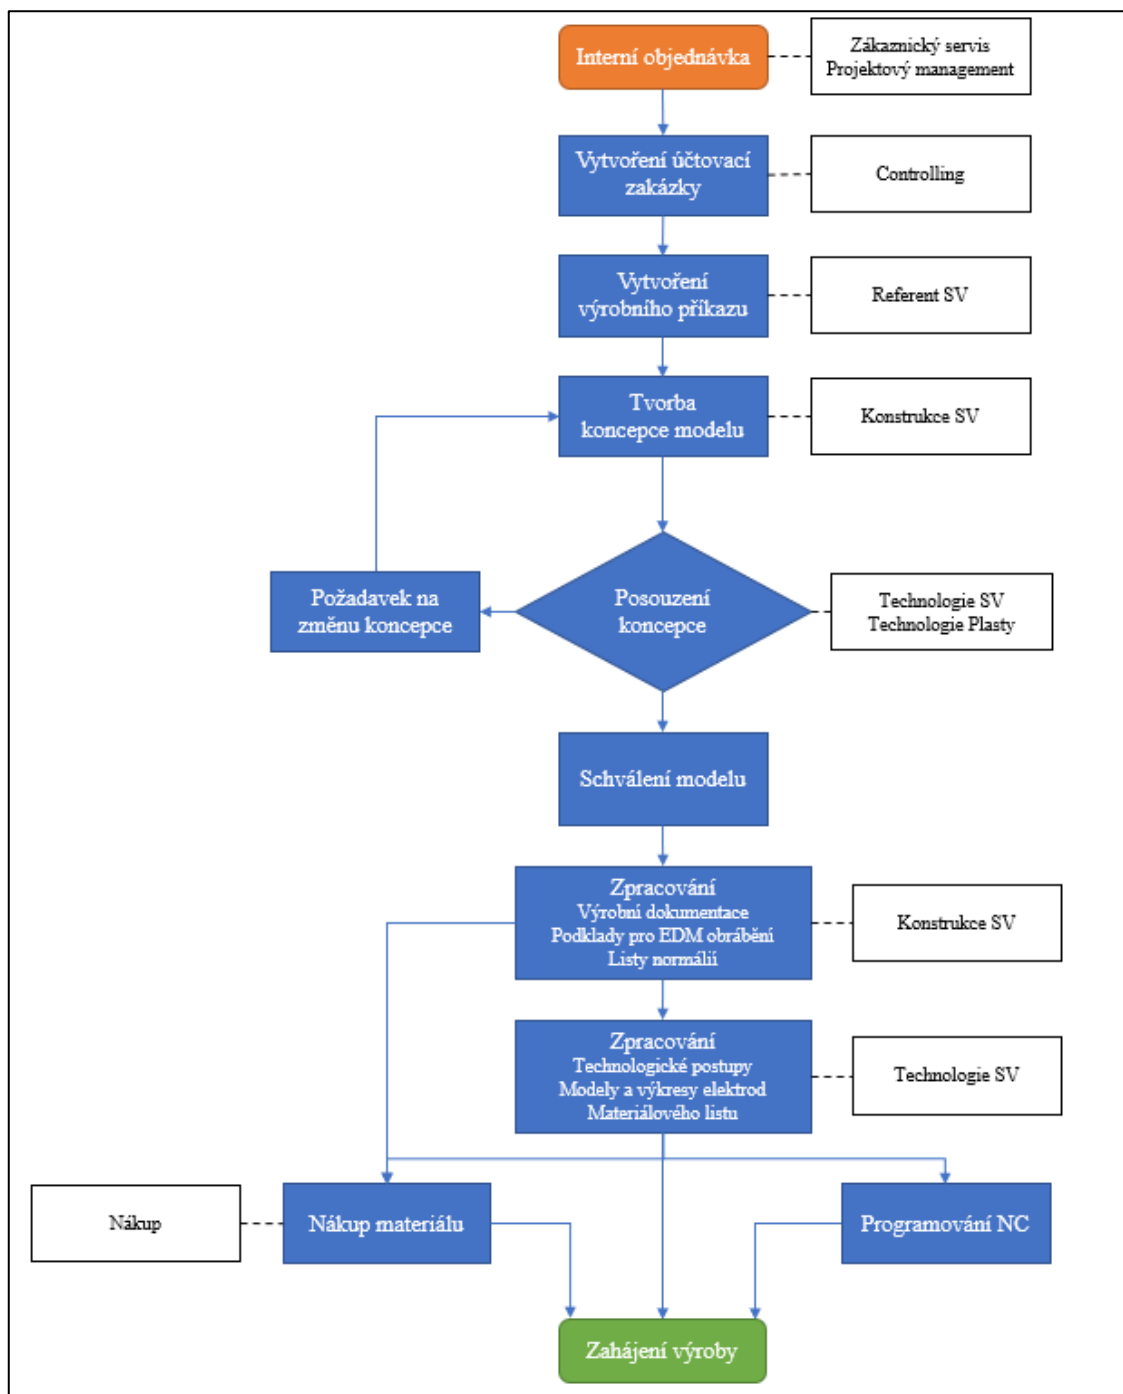 Interní objednávka
Zákaznický servis
Projektový management
Vytvoření účtovací
zakázky
Controlling
Vytvoření
výrobního příkazu
Referent SV
Tvorba
koncepce modelu
Konstrukce SV
Požadavek na
změnu koncepce
Posouzení
koncepce
Technologie SV
Technologie Plasty
Schválení modelu
Zpracování
Výrobní dokumentace
Podklady pro EDM obrábění
Listy normálií
Konstrukce SV
Zpracování
Technologické postupy
Modely a výkresy elektrod
Materiálového listu
Technologie SV
Nákup
Nákup materiálu
Programování NC
Zahájení výroby